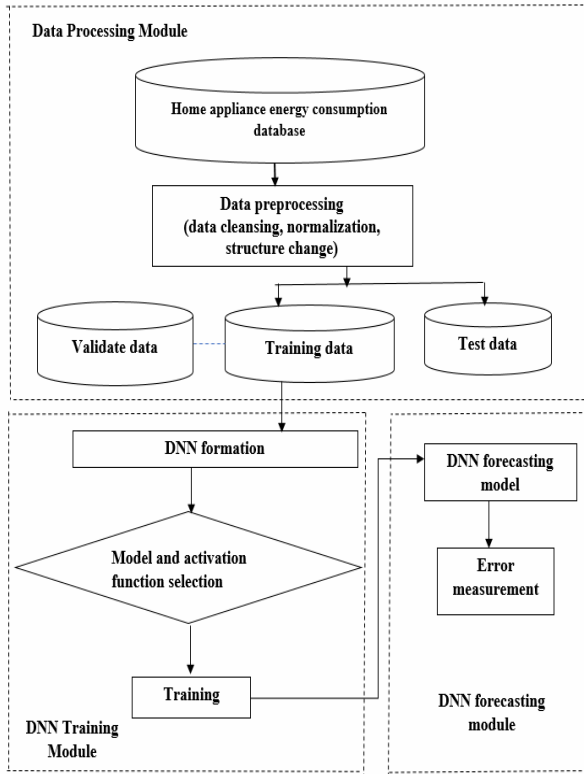 Data Processing Module
Home appliance energy consumption
database
Data preprocessing
(data cleansing, normalization,
structure change)
Validate data
Training data
Test data
DNN formation
Model and activation
function selection
Training
DNN Training
Module
DNN forecasting
model
Error
measurement
DNN forecasting
module